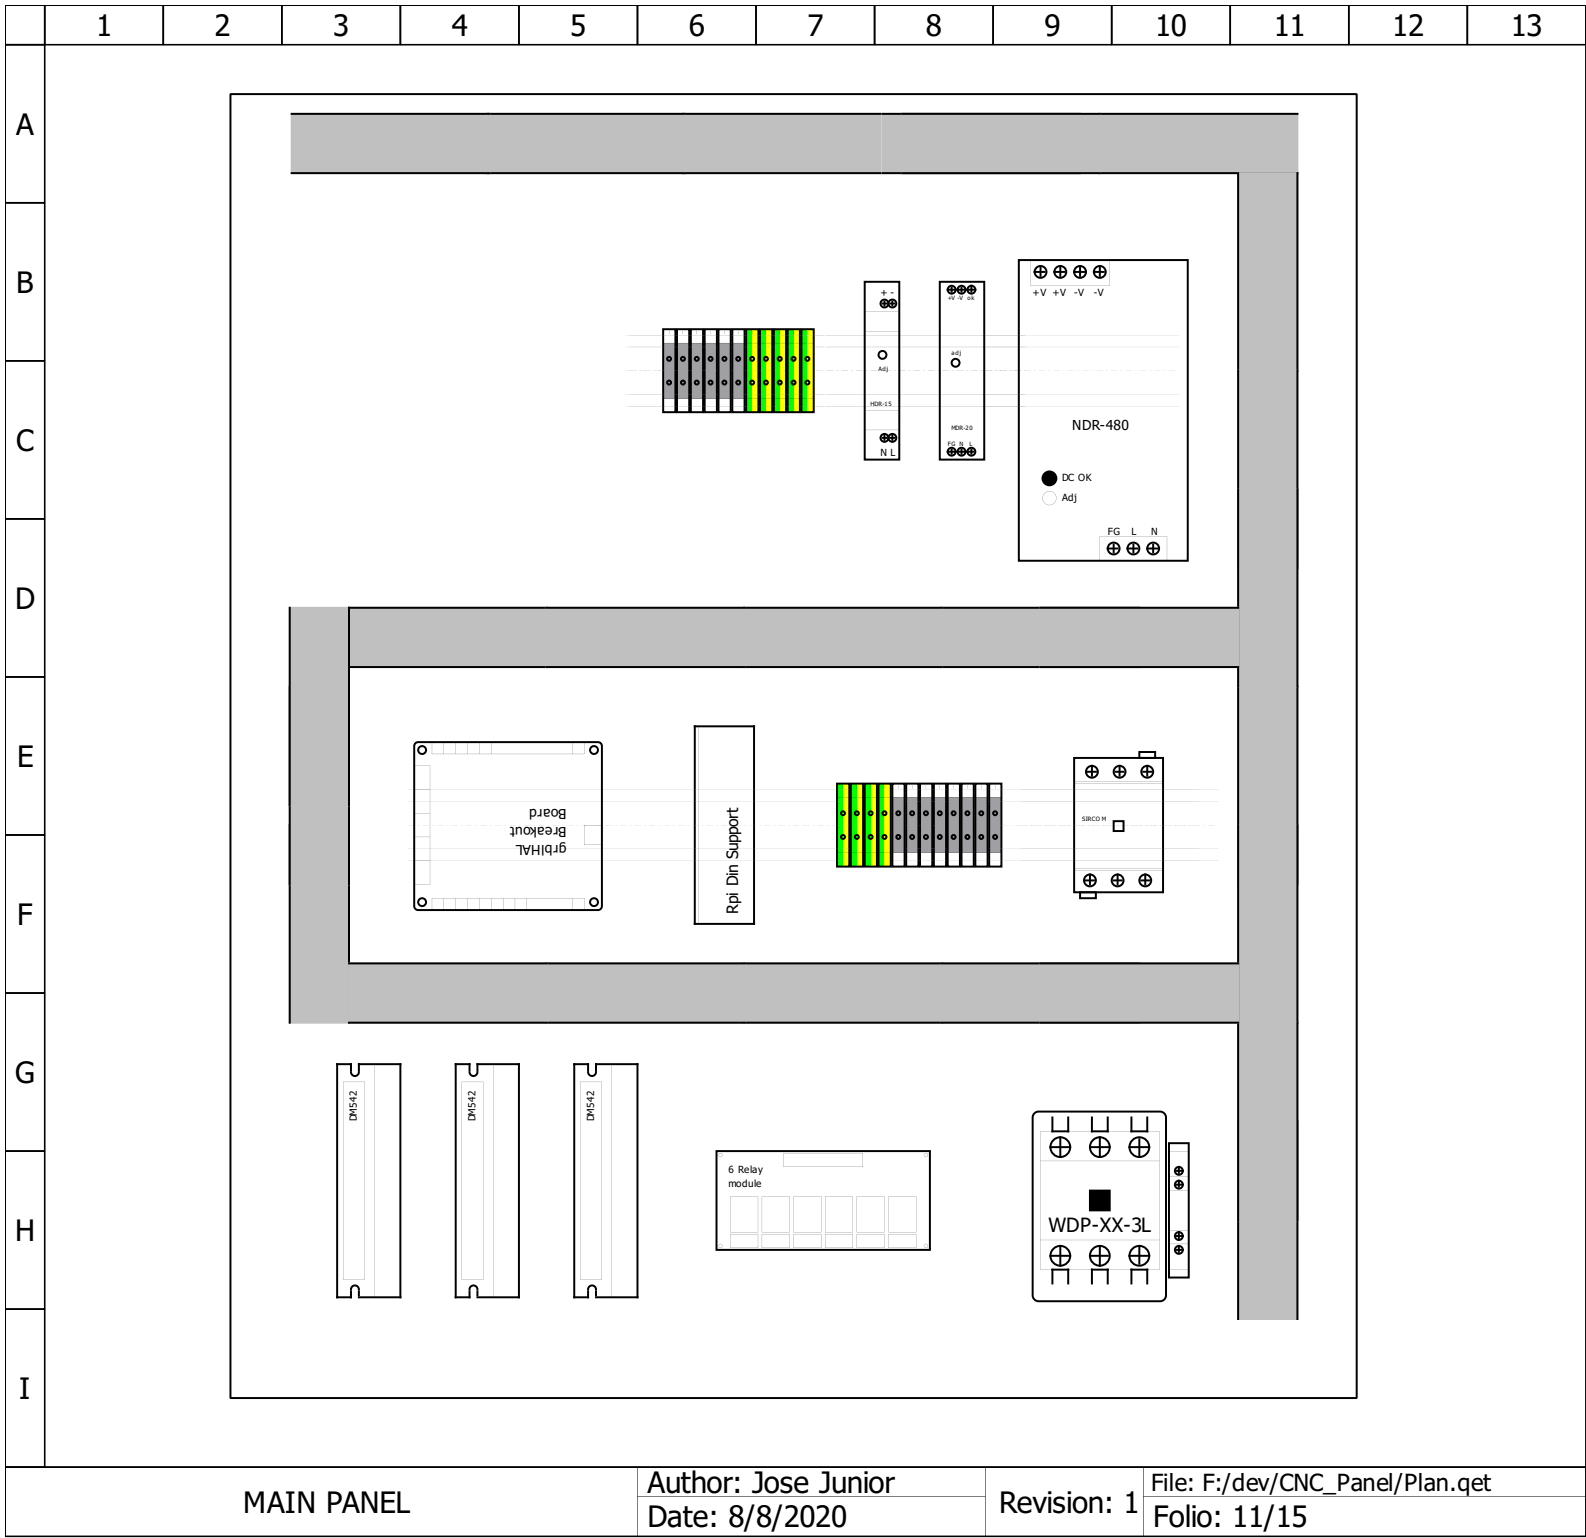 1 2 3 4 5 6 7 8 9 10 11 12 13
A
B
C
D
E
F
G
H
I
+ -
Adj
HDR-15
N L
+V -V ok
adj
MDR-20
FG N L
+V +V -V -V
NDR-480
DC OK
Adj
FG L N
grblHAL
Breakout
Board
Rpi Din Support
SIRCO M
DM542
DM542
DM542
6 Relay
module
WDP-XX-3L
MAIN PANEL
Author: Jose Junior
Date: 8/8/2020
Revision: 1
File: F:/dev/CNC_Panel/Plan.qet
Folio: 11/15